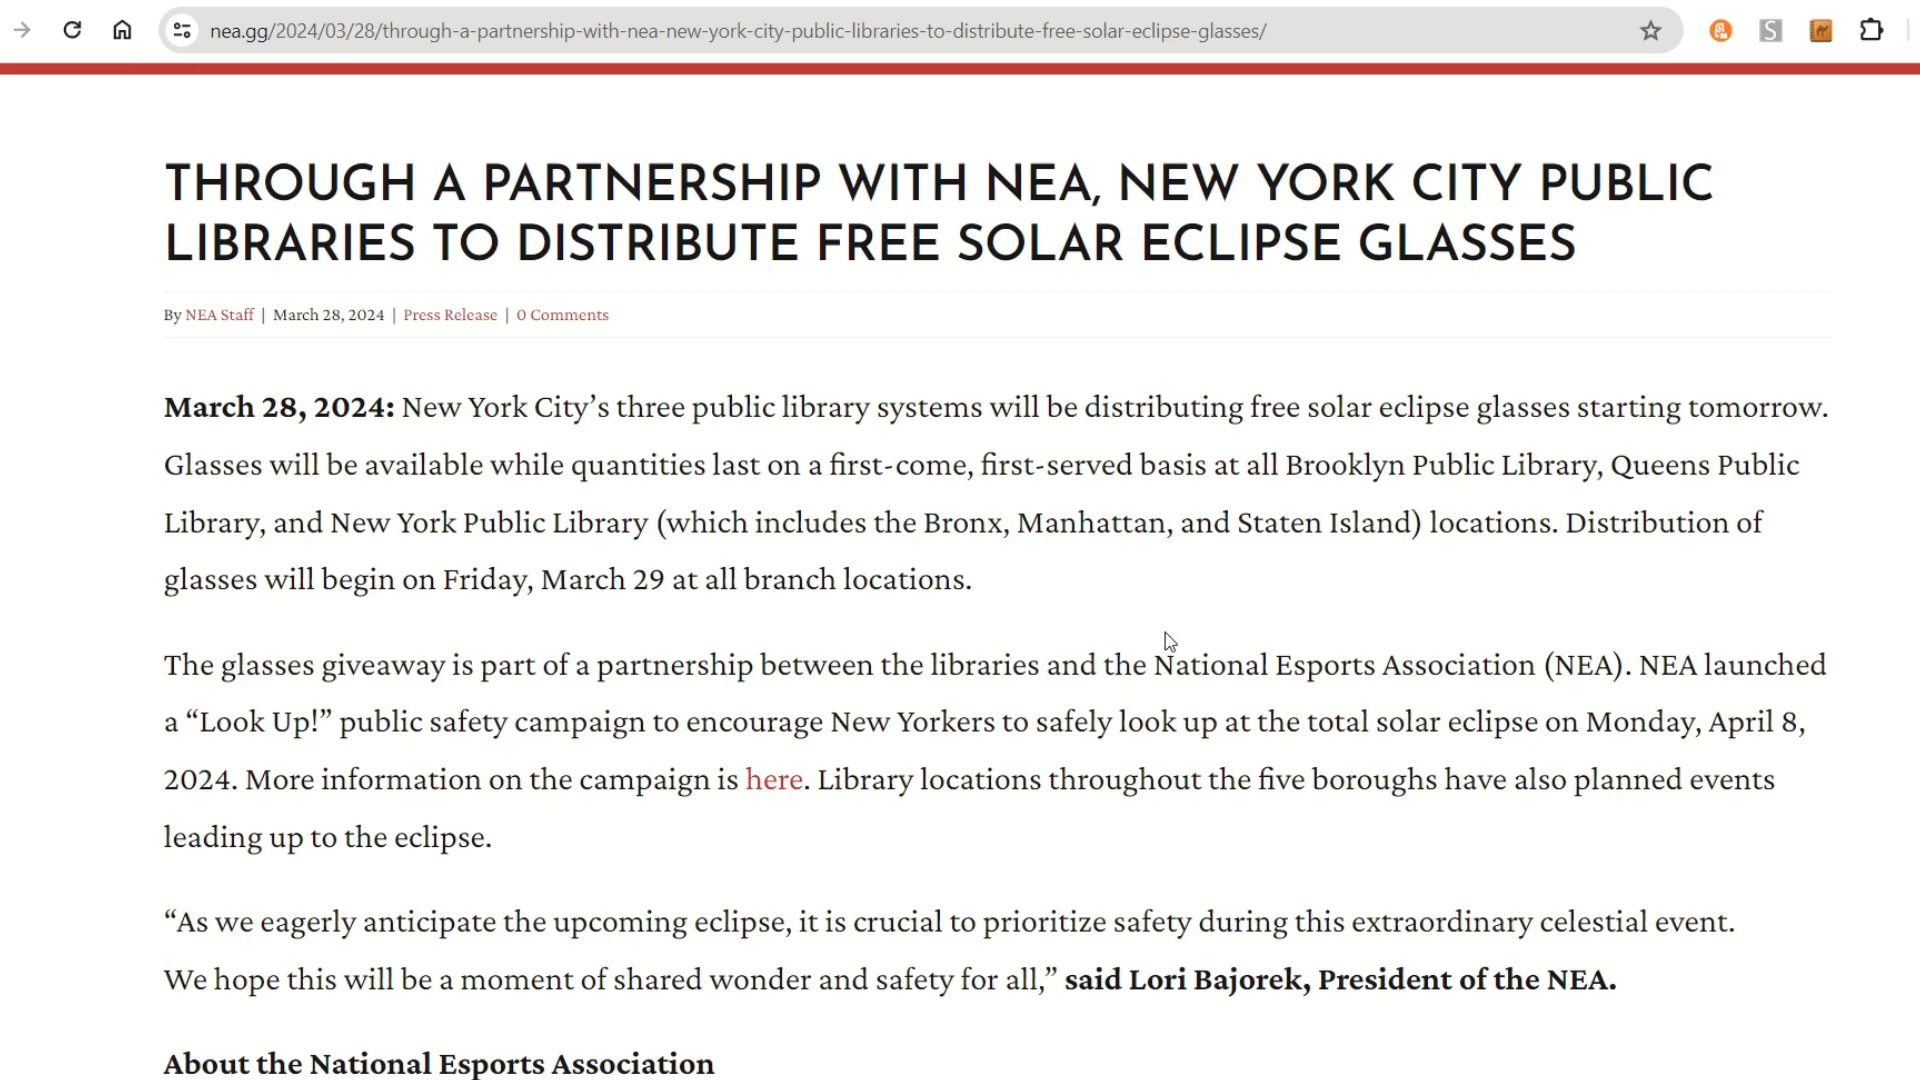 nea.gg/2024/03/28/through-a-partnership-with-nea-new-york-city-public-libraries-to-distribute-free-solar-eclipse-glasses/
THROUGH A PARTNERSHIP WITH NEA, NEW YORK CITY PUBLIC
LIBRARIES TO DISTRIBUTE FREE SOLAR ECLIPSE GLASSES
By NEA Staff | March 28, 2024 | Press Release | 0 Comments
March 28, 2024: New York City’s three public library systems will be distributing free solar eclipse glasses starting tomorrow.
Glasses will be available while quantities last on a first-come, first-served basis at all Brooklyn Public Library, Queens Public
Library, and New York Public Library (which includes the Bronx, Manhattan, and Staten Island) locations. Distribution of
glasses will begin on Friday, March 29 at all branch locations.
The glasses giveaway is part of a partnership between the libraries and the National Esports Association (NEA). NEA launched
a “Look Up!” public safety campaign to encourage New Yorkers to safely look up at the total solar eclipse on Monday, April 8,
2024. More information on the campaign is here. Library locations throughout the five boroughs have also planned events
leading up to the eclipse.
“As we eagerly anticipate the upcoming eclipse, it is crucial to prioritize safety during this extraordinary celestial event.
We hope this will be a moment of shared wonder and safety for all,” said Lori Bajorek, President of the NEA.
About the National Esports Association